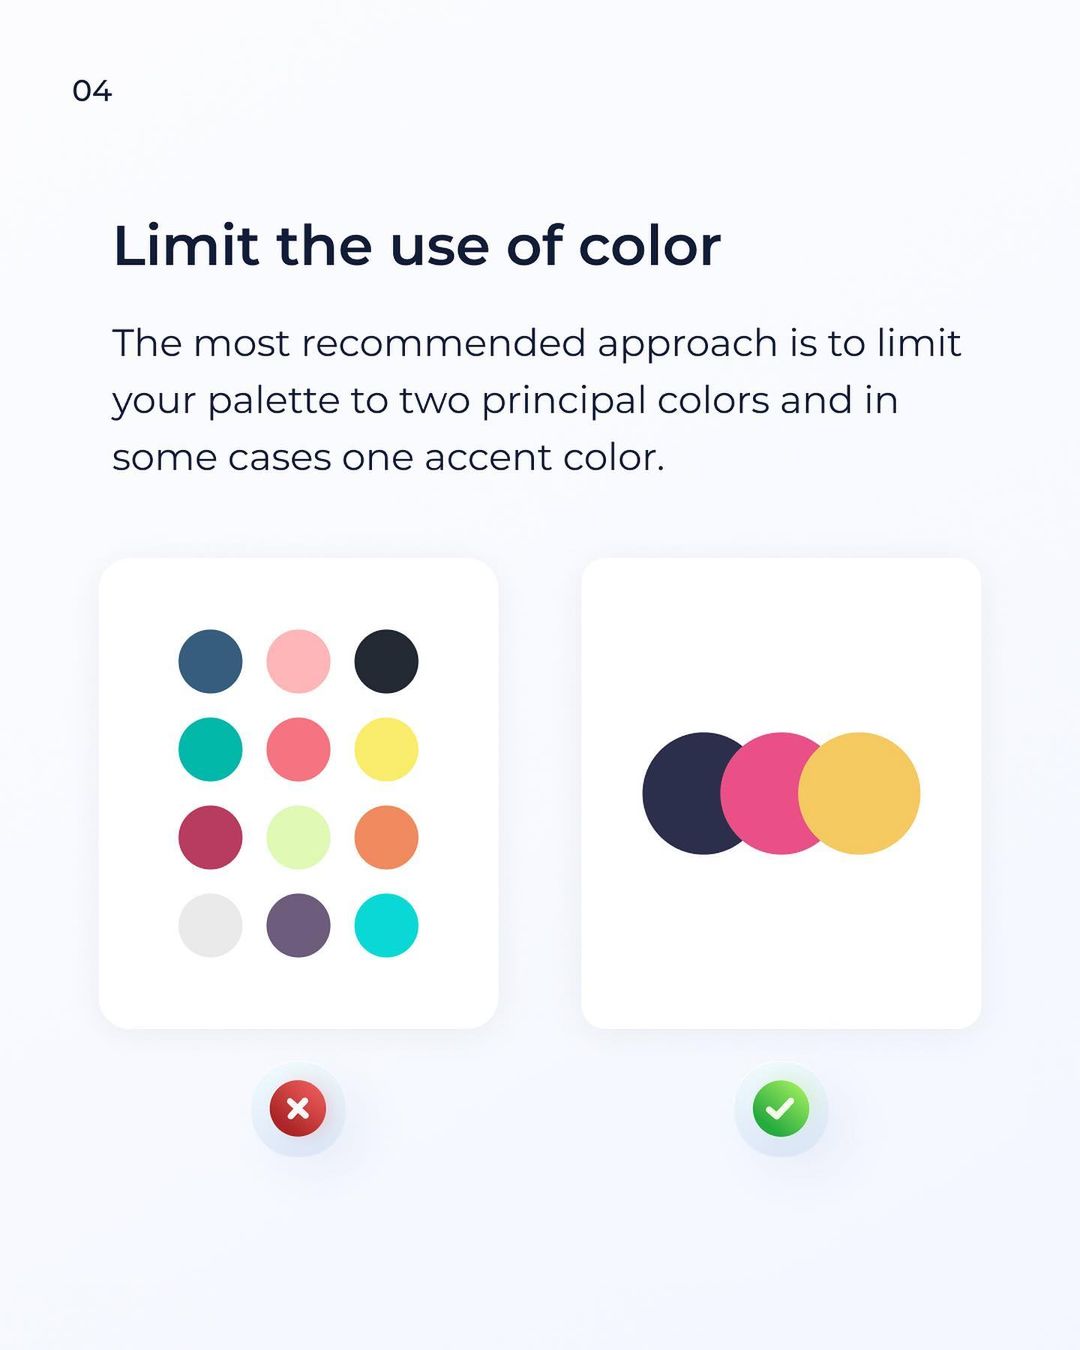 04
Limit the use of color
The most recommended approach is to limit
your palette to two principal colors and in
some cases one accent color.